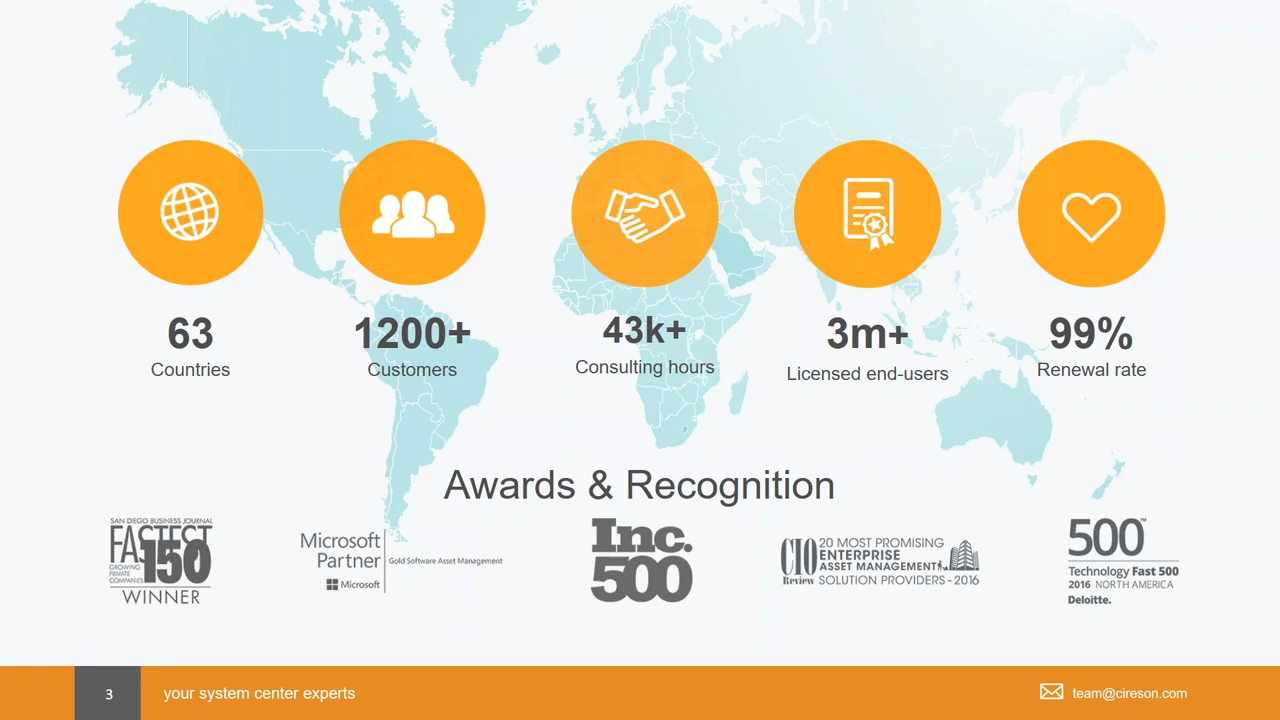 63
Countries
1200+
Customers
43k+
Consulting hours
3m+
Licensed end-users
99%
Renewal rate
Awards & Recognition
SAN DIEGO BUSINESS JOURNAL
FASTEST
150
GROWING
PRIVATE
COMPANIES
WINNER
Microsoft
Partner
Gold Software Asset Management
Microsoft
Inc.
500
CIO
Review
20 MOST PROMISING
ENTERPRISE
ASSET MANAGEMENT
SOLUTION PROVIDERS - 2016
500™
Technology Fast 500
2016 NORTH AMERICA
Deloitte.
3
your system center experts
team@cireson.com